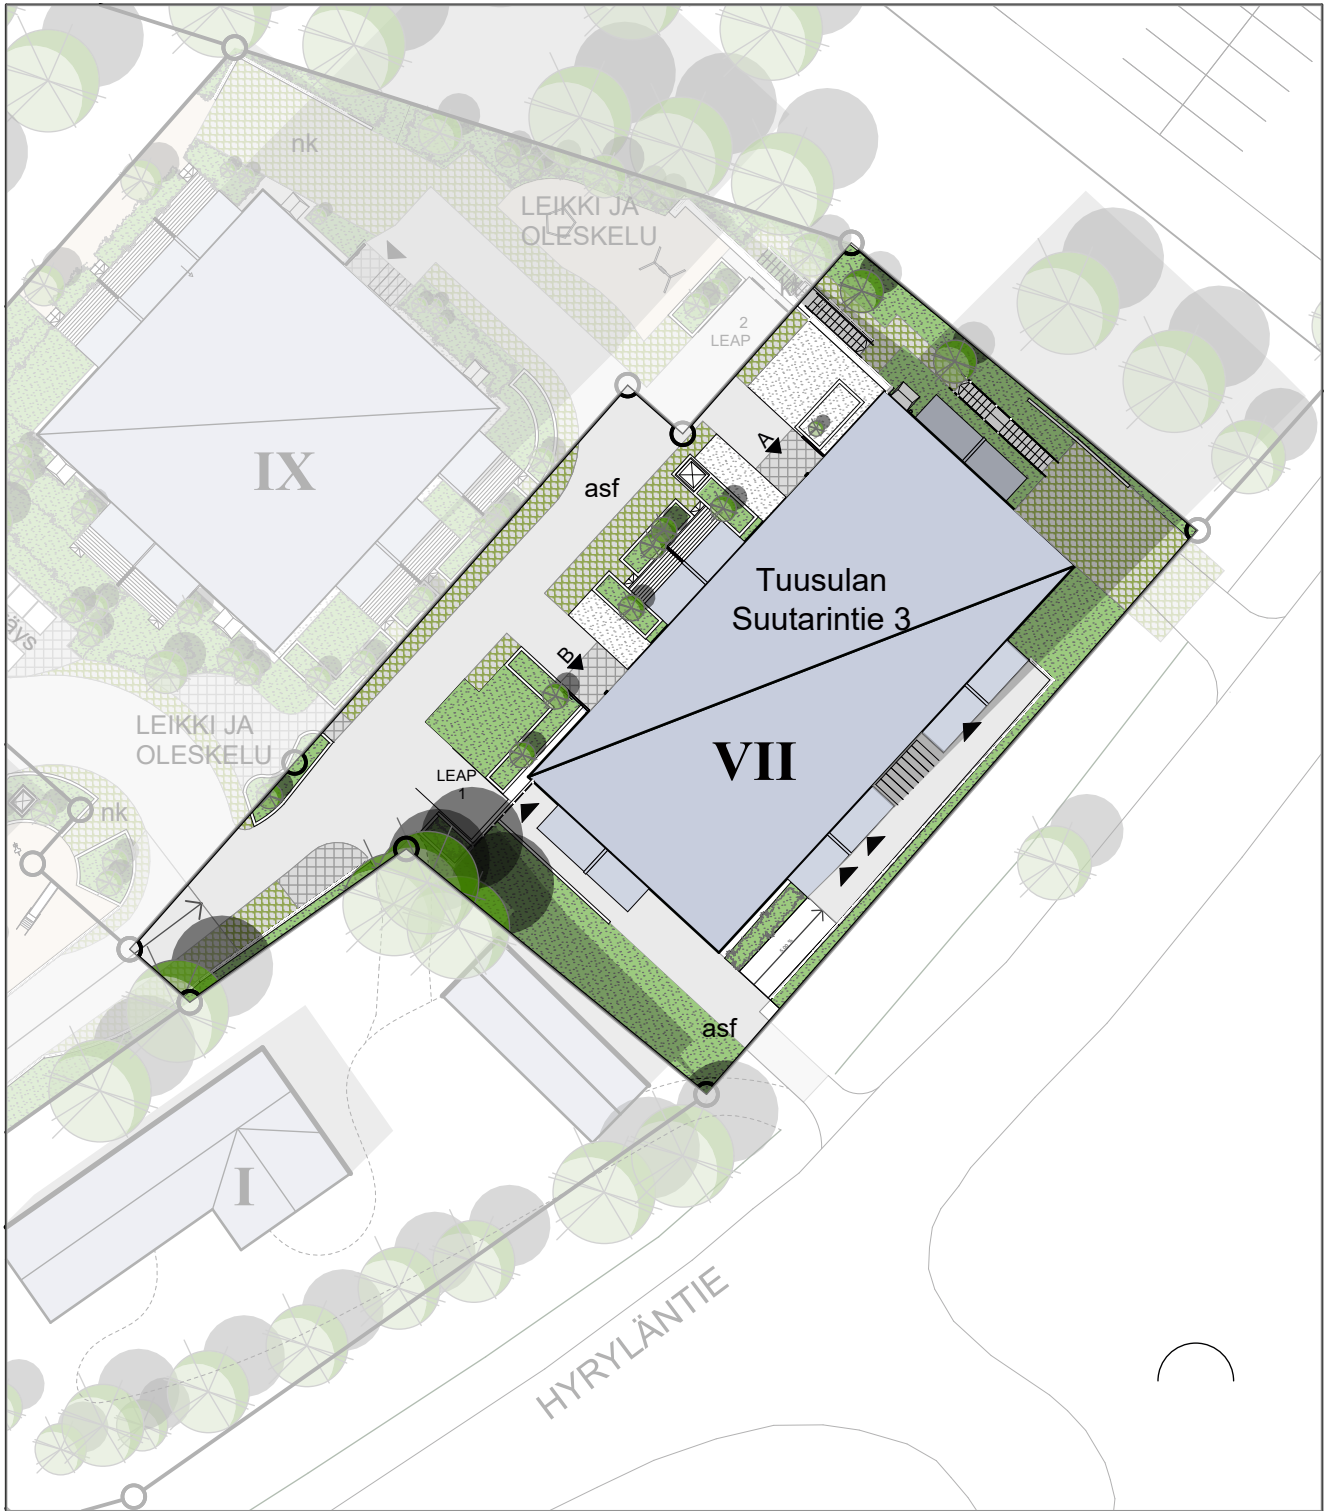 nk
LEIKKI JA
OLESKELU
2
LEAP
A
IX
asf
Tuusulan
Suutarintie 3
B
LEIKKI JA
OLESKELU
VII
LEAP
1
nk
asf
I
HYRYLÄNTIE